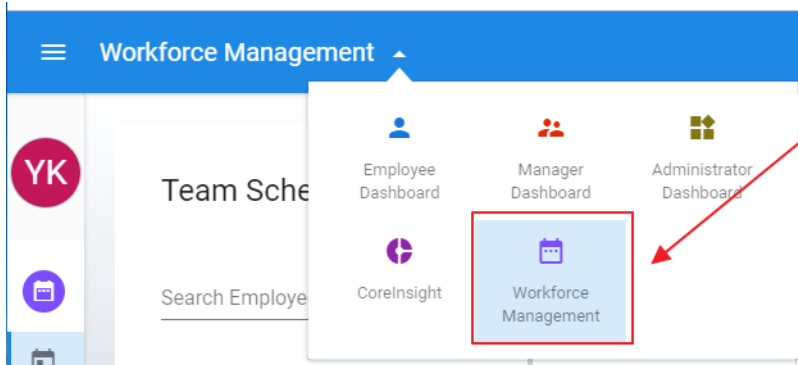 Workforce Management
YK
Team Sche
Search Employe
Employee
Dashboard
Manager
Dashboard
Administrator
Dashboard
CoreInsight
Workforce
Management